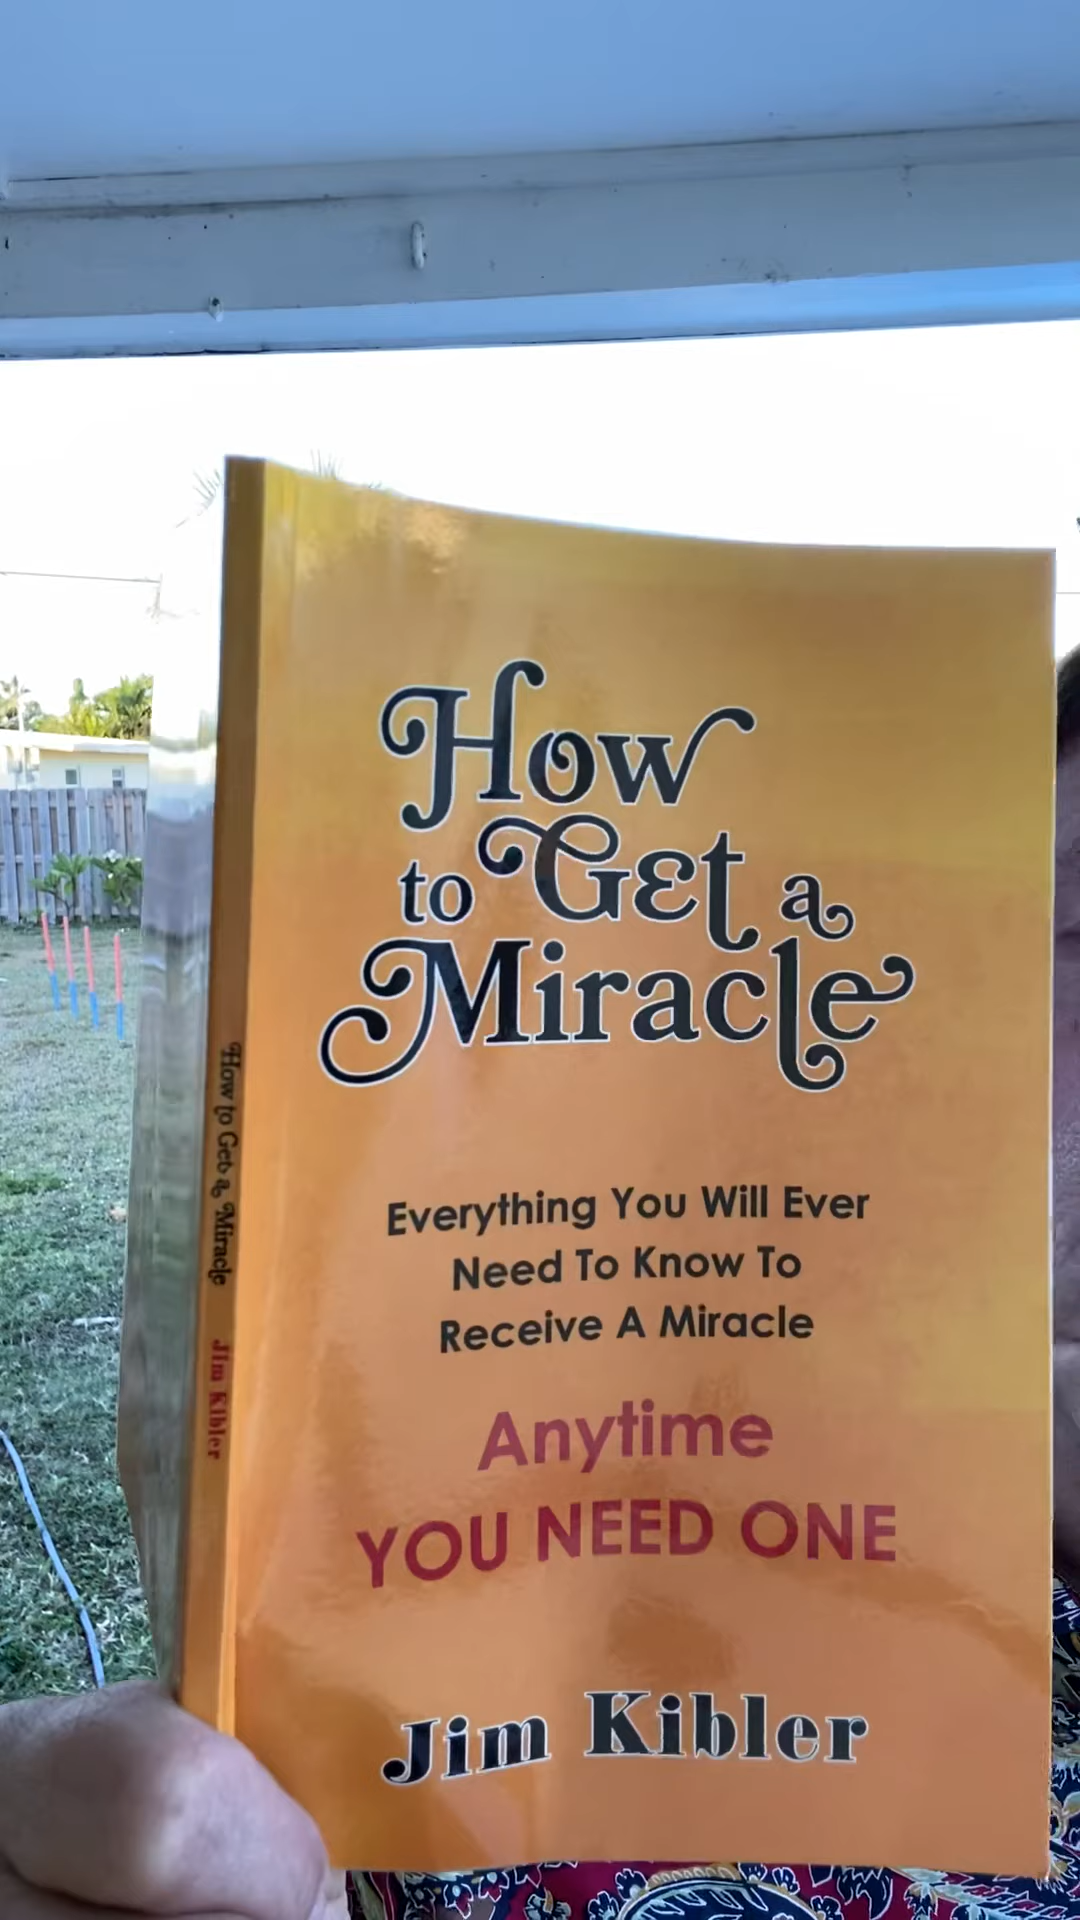 How
to Get a
Miracle
Everything You Will Ever
Need To Know To
Receive A Miracle
Anytime
YOU NEED ONE
Jim Kibler
How to Get a Miracle Jim Kibler